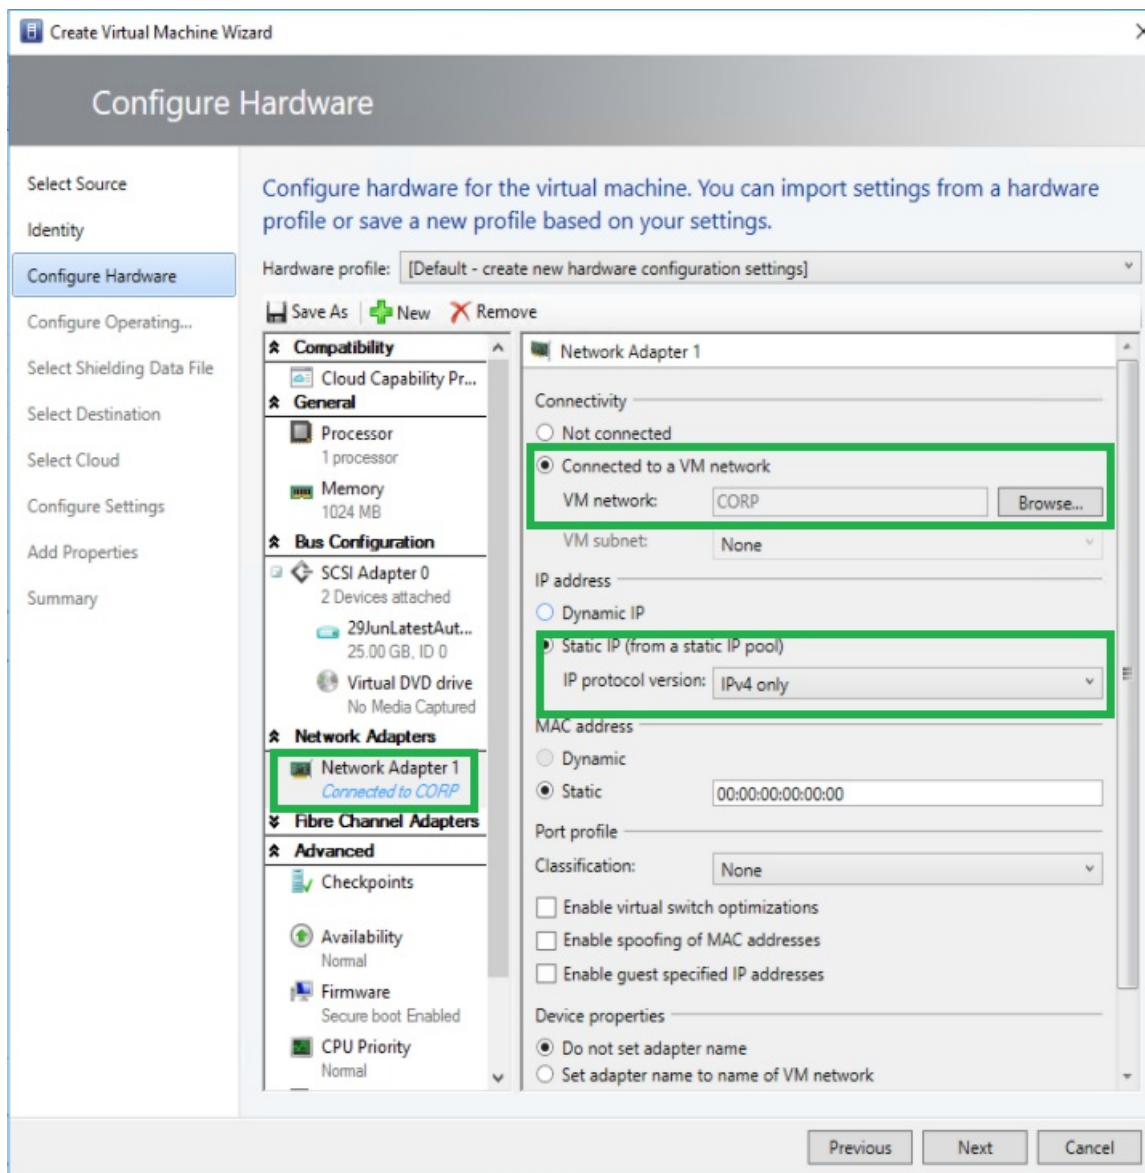 Create Virtual Machine Wizard
Configure Hardware
Select Source
Identity
Configure Hardware
Configure Operating...
Select Shielding Data File
Select Destination
Select Cloud
Configure Settings
Add Properties
Summary
Configure hardware for the virtual machine. You can import settings from a hardware
profile or save a new profile based on your settings.
Hardware profile: [Default - create new hardware configuration settings]
Save As New Remove
Compatibility
Cloud Capability Pr...
General
Processor
1 processor
Memory
1024 MB
Bus Configuration
SCSI Adapter 0
2 Devices attached
29JunLatestAut...
25.00 GB, ID 0
Virtual DVD drive
No Media Captured
Network Adapters
Network Adapter 1
Connected to CORP
Fibre Channel Adapters
Advanced
Checkpoints
Availability
Normal
Firmware
Secure boot Enabled
CPU Priority
Normal
Network Adapter 1
Connectivity
Not connected
Connected to a VM network
VM network: CORP Browse...
VM subnet: None
IP address
Dynamic IP
Static IP (from a static IP pool)
IP protocol version: IPv4 only
MAC address
Dynamic
Static 00:00:00:00:00:00
Port profile
Classification: None
Enable virtual switch optimizations
Enable spoofing of MAC addresses
Enable guest specified IP addresses
Device properties
Do not set adapter name
Set adapter name to name of VM network
Previous Next Cancel